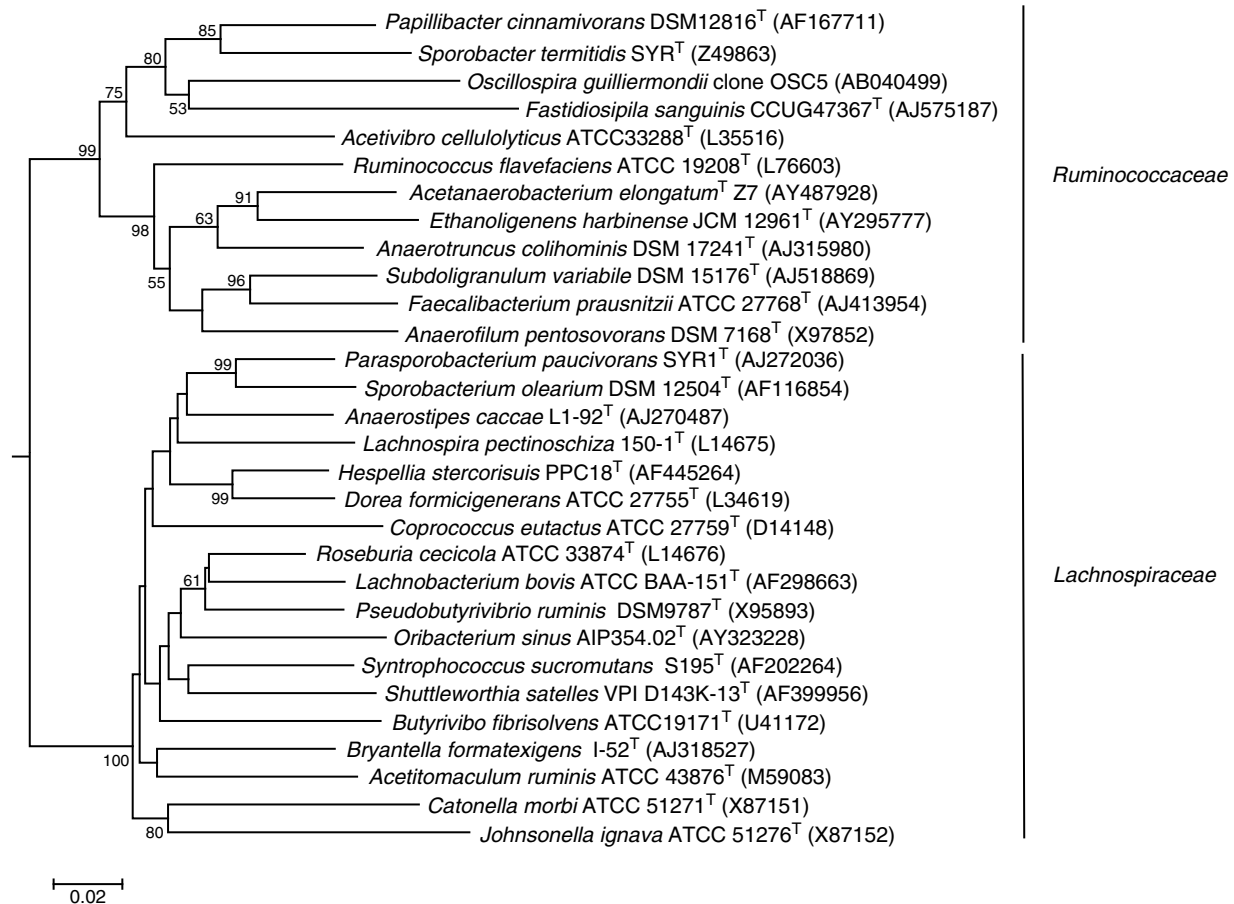 Papillibacter cinnamivorans DSM12816T (AF167711)
85
Sporobacter termitidis SYRT (Z49863)
80
Oscillospira guilliermondii clone OSC5 (AB040499)
75
53
Fastidiosipila sanguinis CCUG47367T (AJ575187)
Acetivibro cellulolyticus ATCC33288T (L35516)
99
Ruminococcus flavefaciens ATCC 19208T (L76603)
Ruminococcaceae
91
Acetanaerobacterium elongatumT Z7 (AY487928)
63
Ethanoligenens harbinense JCM 12961T (AY295777)
98
Anaerotruncus colihominis DSM 17241T (AJ315980)
55
96
Subdoligranulum variabile DSM 15176T (AJ518869)
Faecalibacterium prausnitzii ATCC 27768T (AJ413954)
Anaerofilum pentosovorans DSM 7168T (X97852)
99
Parasporobacterium paucivorans SYR1T (AJ272036)
Sporobacterium olearium DSM 12504T (AF116854)
Anaerostipes caccae L1-92T (AJ270487)
Lachnospira pectinoschiza 150-1T (L14675)
Hespellia stercorisuis PPC18T (AF445264)
99
Dorea formicigenerans ATCC 27755T (L34619)
Coprococcus eutactus ATCC 27759T (D14148)
Roseburia cecicola ATCC 33874T (L14676)
61
Lachnobacterium bovis ATCC BAA-151T (AF298663)
Lachnospiraceae
Pseudobutyrivibrio ruminis DSM9787T (X95893)
Oribacterium sinus AIP354.02T (AY323228)
Syntrophococcus sucromutans S195T (AF202264)
Shuttleworthia satelles VPI D143K-13T (AF399956)
Butyrivibo fibrisolvens ATCC19171T (U41172)
Bryantella formatexigens I-52T (AJ318527)
100
Acetitomaculum ruminis ATCC 43876T (M59083)
Catonella morbi ATCC 51271T (X87151)
80
Johnsonella ignava ATCC 51276T (X87152)
0.02